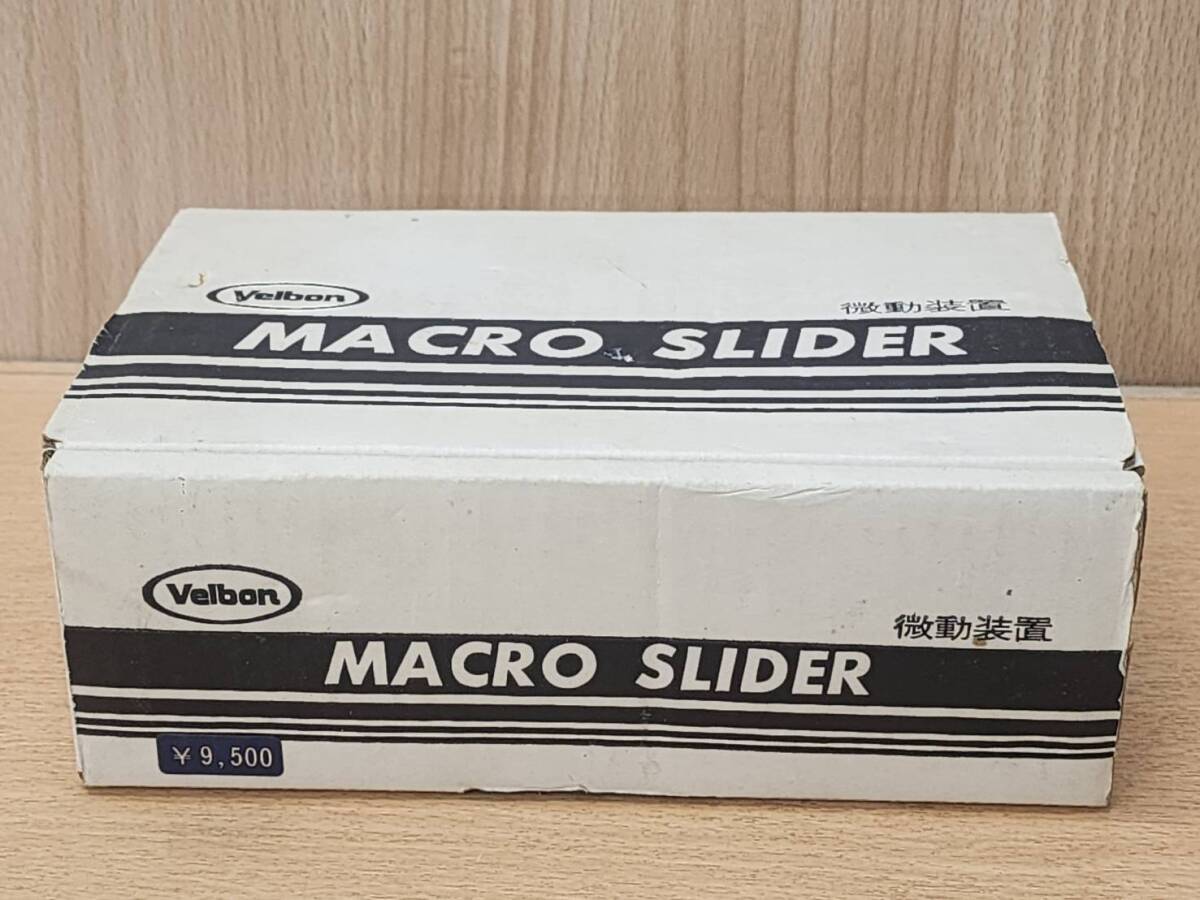 Velbon
微動装置
MACRO SLIDER
Velbon
微動装置
MACRO SLIDER
¥ 9,500